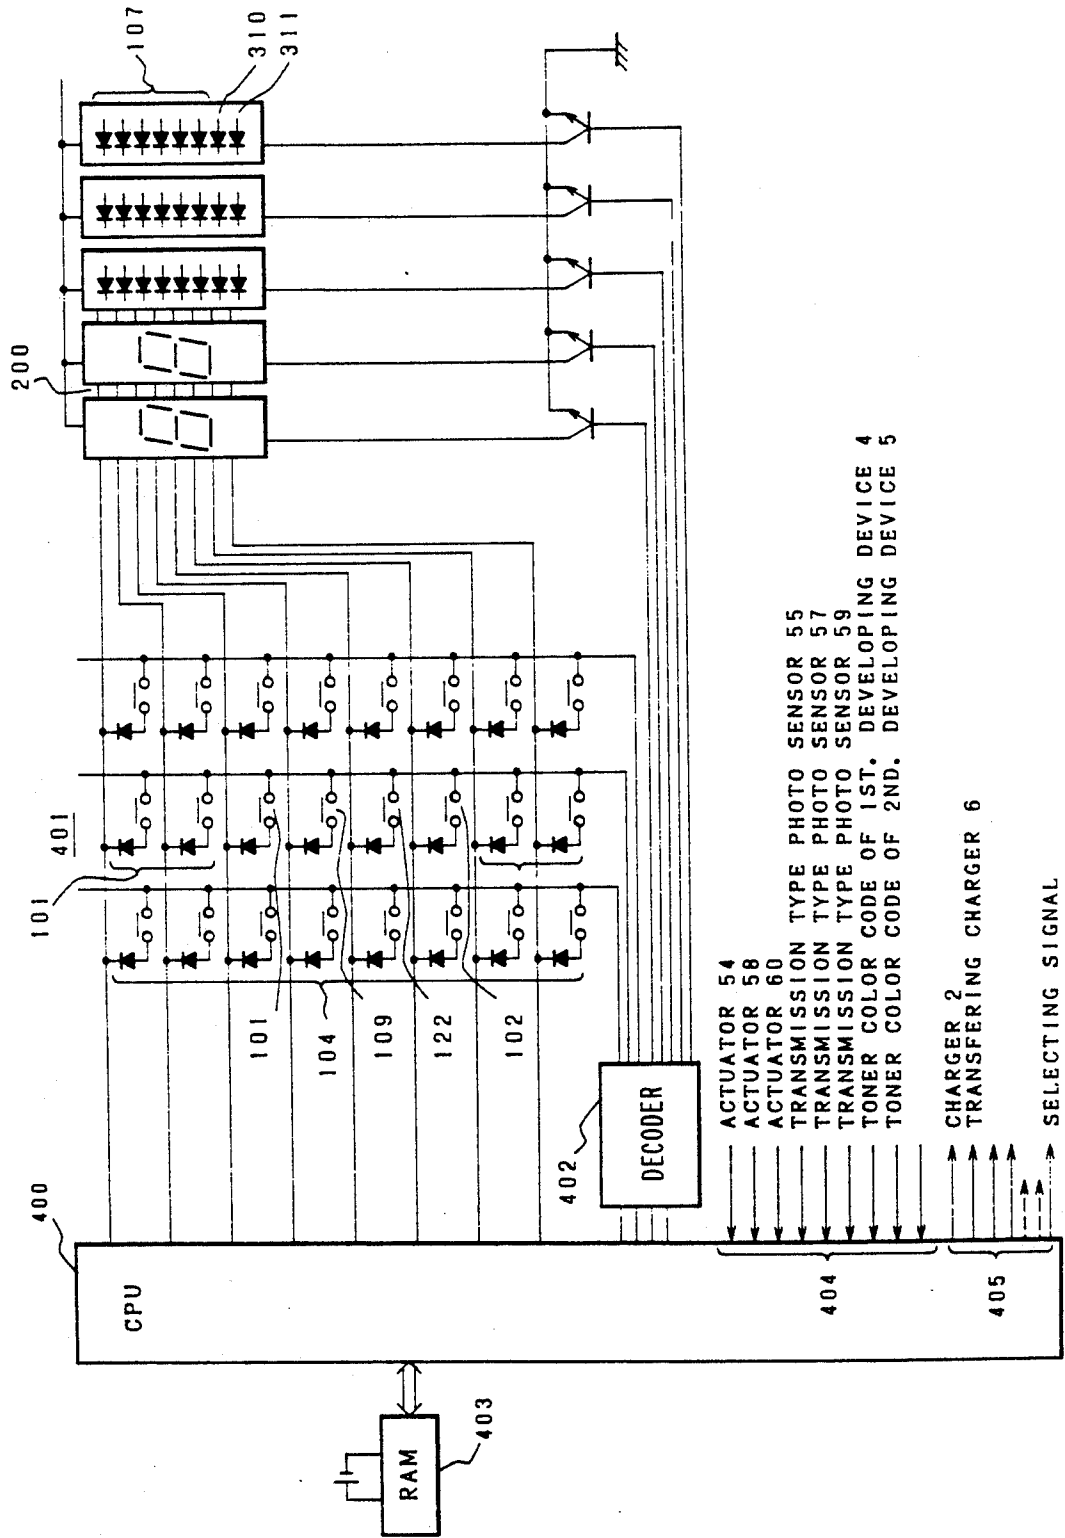 107
310
311
200
401
101
101
104
109
122
102
402
DECODER
400
CPU
RAM
403
ACTUATOR 54
ACTUATOR 58
ACTUATOR 60
TRANSMISSION TYPE PHOTO SENSOR 55
TRANSMISSION TYPE PHOTO SENSOR 57
TRANSMISSION TYPE PHOTO SENSOR 59
TONER COLOR CODE OF 1ST. DEVELOPING DEVICE 4
TONER COLOR CODE OF 2ND. DEVELOPING DEVICE 5
404
CHARGER 2
TRANSFERING CHARGER 6
405
SELECTING SIGNAL